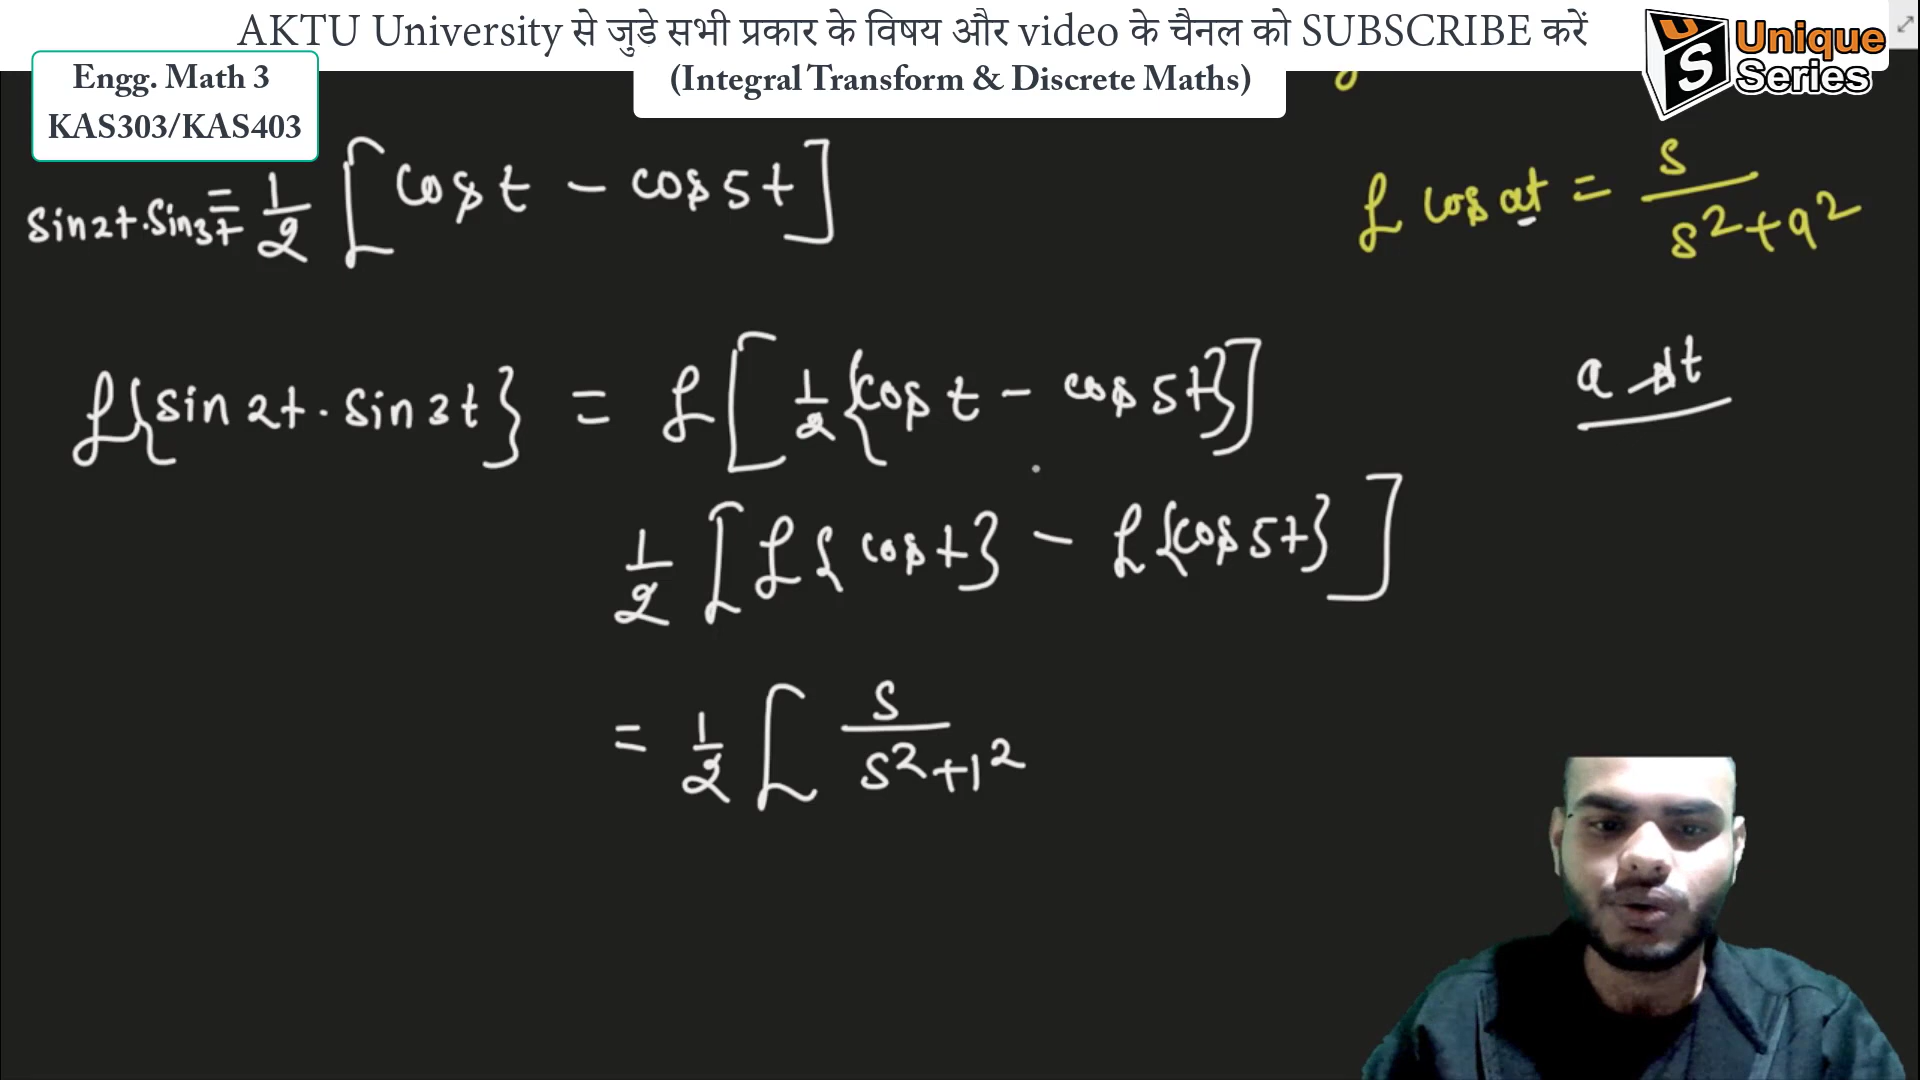 AKTU University से जुडे सभी प्रकार के विषय और video के चैनल को SUBSCRIBE करें
Unique
Series
U
S
Engg. Math 3
KAS303/KAS403
(Integral Transform & Discrete Maths)
sin2t.sin3t = 1/2 [cos t - cos 5t]
£ cos at = s/(s²+a²)
£{sin 2t . sin 3t} = £[1/2{cos t - cos 5t}]
1/2 [£{cos t} - £{cos 5t}]
= 1/2 [ s/(s²+1²)